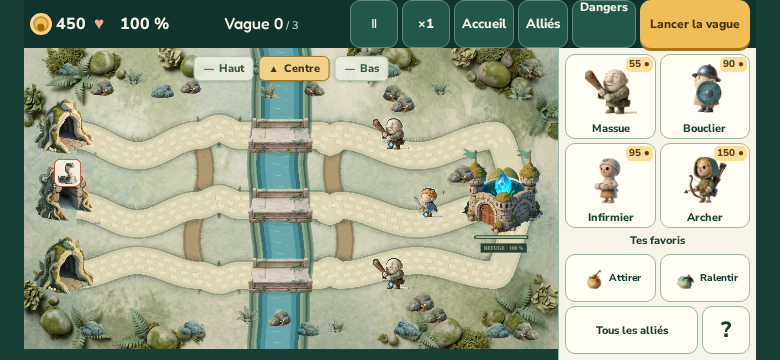 450 ♥ 100 % Vague 0 / 3 II ×1 Accueil Alliés Dangers Lancer la vague
— Haut ▲ Centre — Bas
55
90
Massue
Bouclier
95
150
Infirmier
Archer
REFUGE · 100 %
Tes favoris
Attirer
Ralentir
Tous les alliés
?